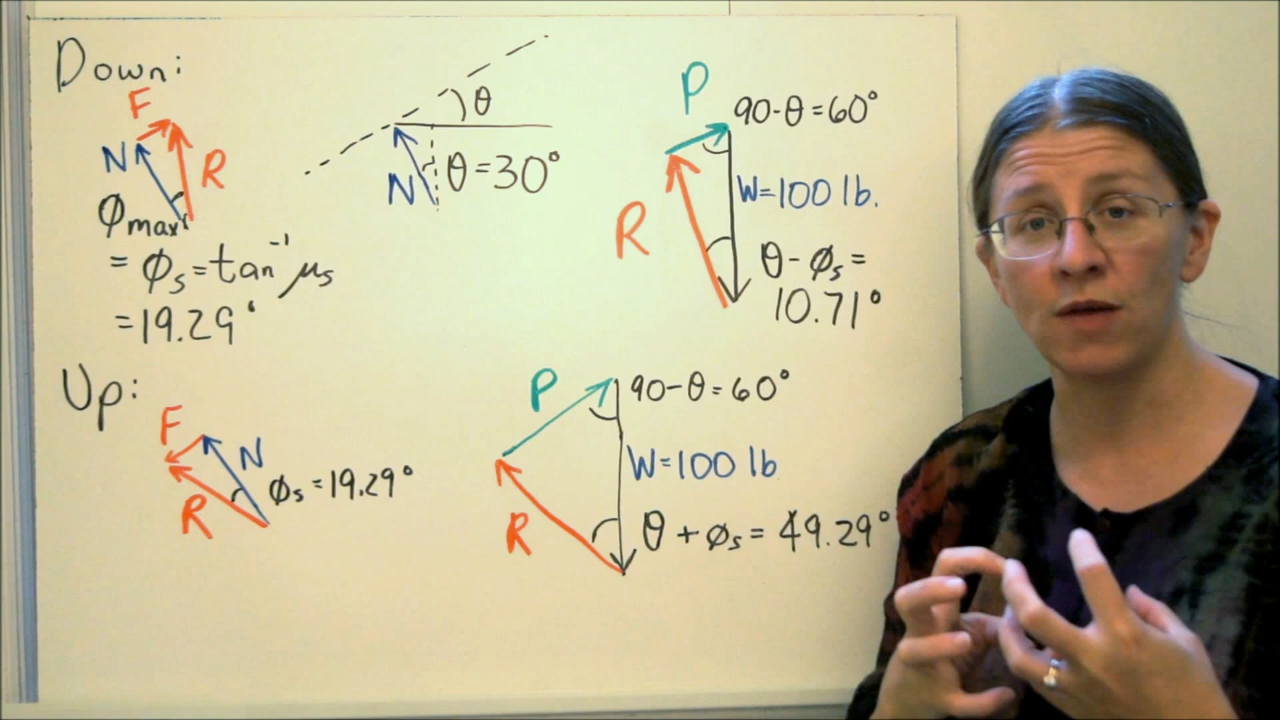 Down:
F
N
R
ϕmax
= ϕs = tan⁻¹ μs
= 19.29°
θ
N
θ = 30°
P
90-θ = 60°
W=100 lb.
R
θ - ϕs =
10.71°
Up:
F
N
R
ϕs = 19.29°
P
90-θ = 60°
W=100 lb
R
θ + ϕs = 49.29°